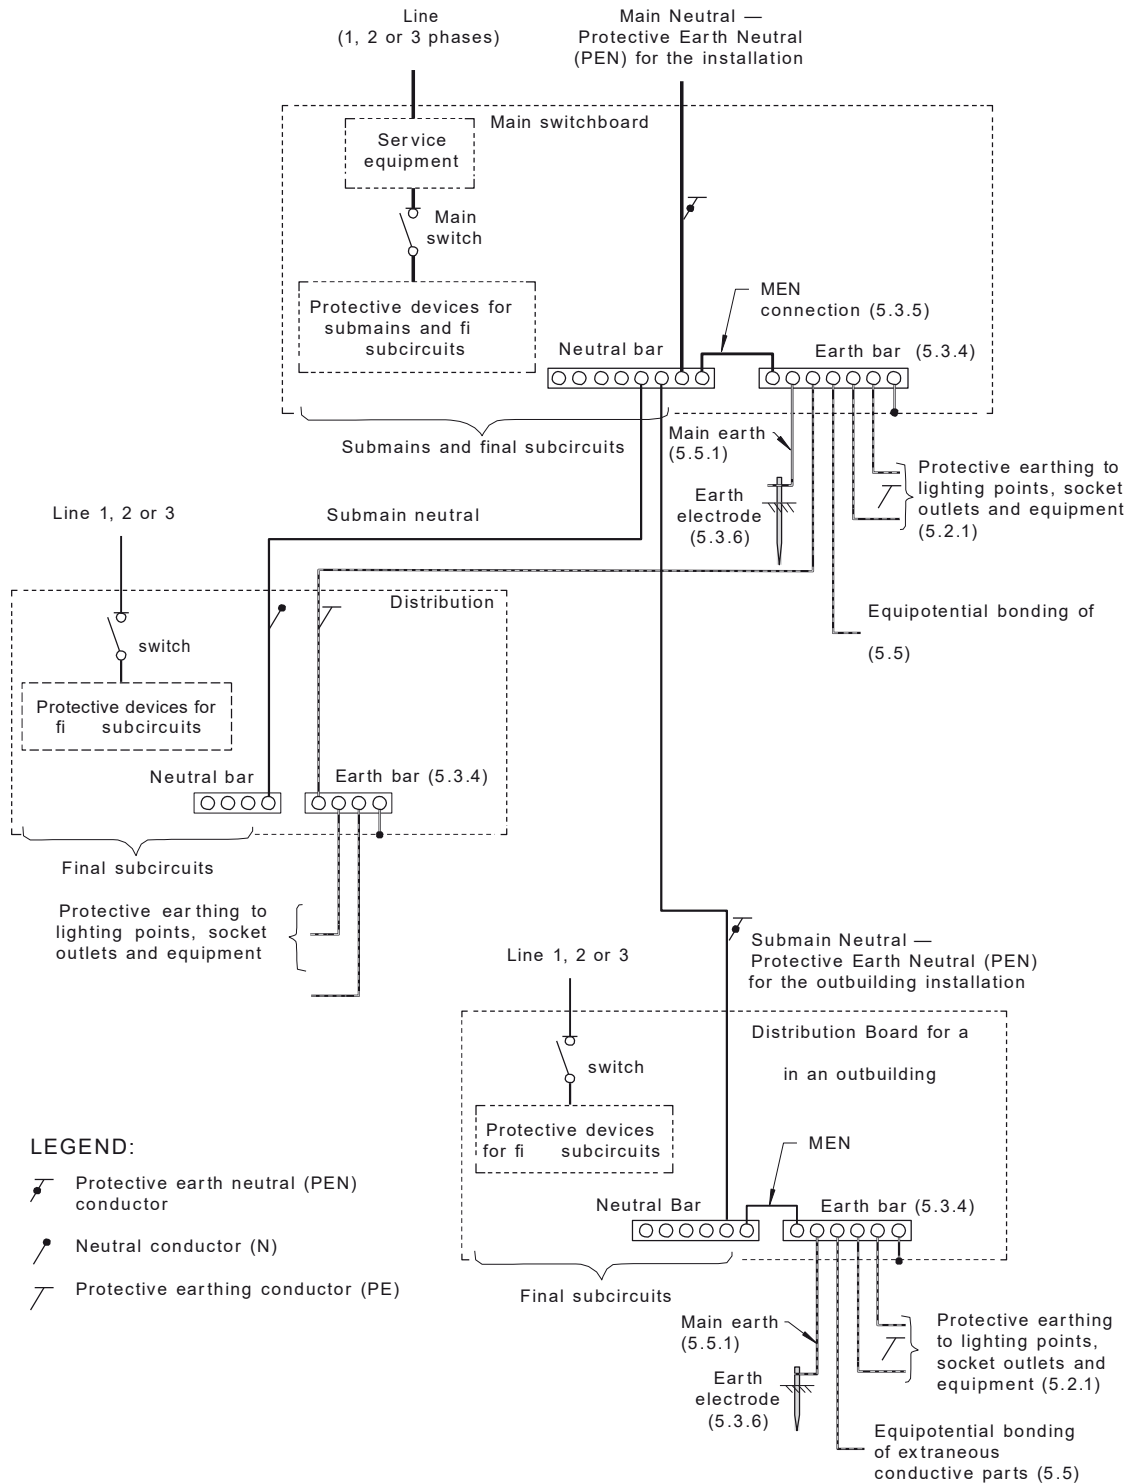 Line
(1, 2 or 3 phases)
Main Neutral —
Protective Earth Neutral
(PEN) for the installation
Main switchboard
Service
equipment
Main
switch
Protective devices for
submains and fi
subcircuits
MEN
connection (5.3.5)
Neutral bar
Earth bar (5.3.4)
Submains and final subcircuits
Main earth
(5.5.1)
Earth
electrode
(5.3.6)
Protective earthing to
lighting points, socket
outlets and equipment
(5.2.1)
Line 1, 2 or 3
Submain neutral
Distribution
switch
Equipotential bonding of
(5.5)
Protective devices for
fi subcircuits
Neutral bar
Earth bar (5.3.4)
Final subcircuits
Protective earthing to
lighting points, socket
outlets and equipment
Line 1, 2 or 3
Submain Neutral —
Protective Earth Neutral (PEN)
for the outbuilding installation
Distribution Board for a
in an outbuilding
switch
Protective devices
for fi subcircuits
MEN
Neutral Bar
Earth bar (5.3.4)
Final subcircuits
LEGEND:
Protective earth neutral (PEN)
conductor
Neutral conductor (N)
Protective earthing conductor (PE)
Main earth
(5.5.1)
Earth
electrode
(5.3.6)
Protective earthing
to lighting points,
socket outlets and
equipment (5.2.1)
Equipotential bonding
of extraneous
conductive parts (5.5)